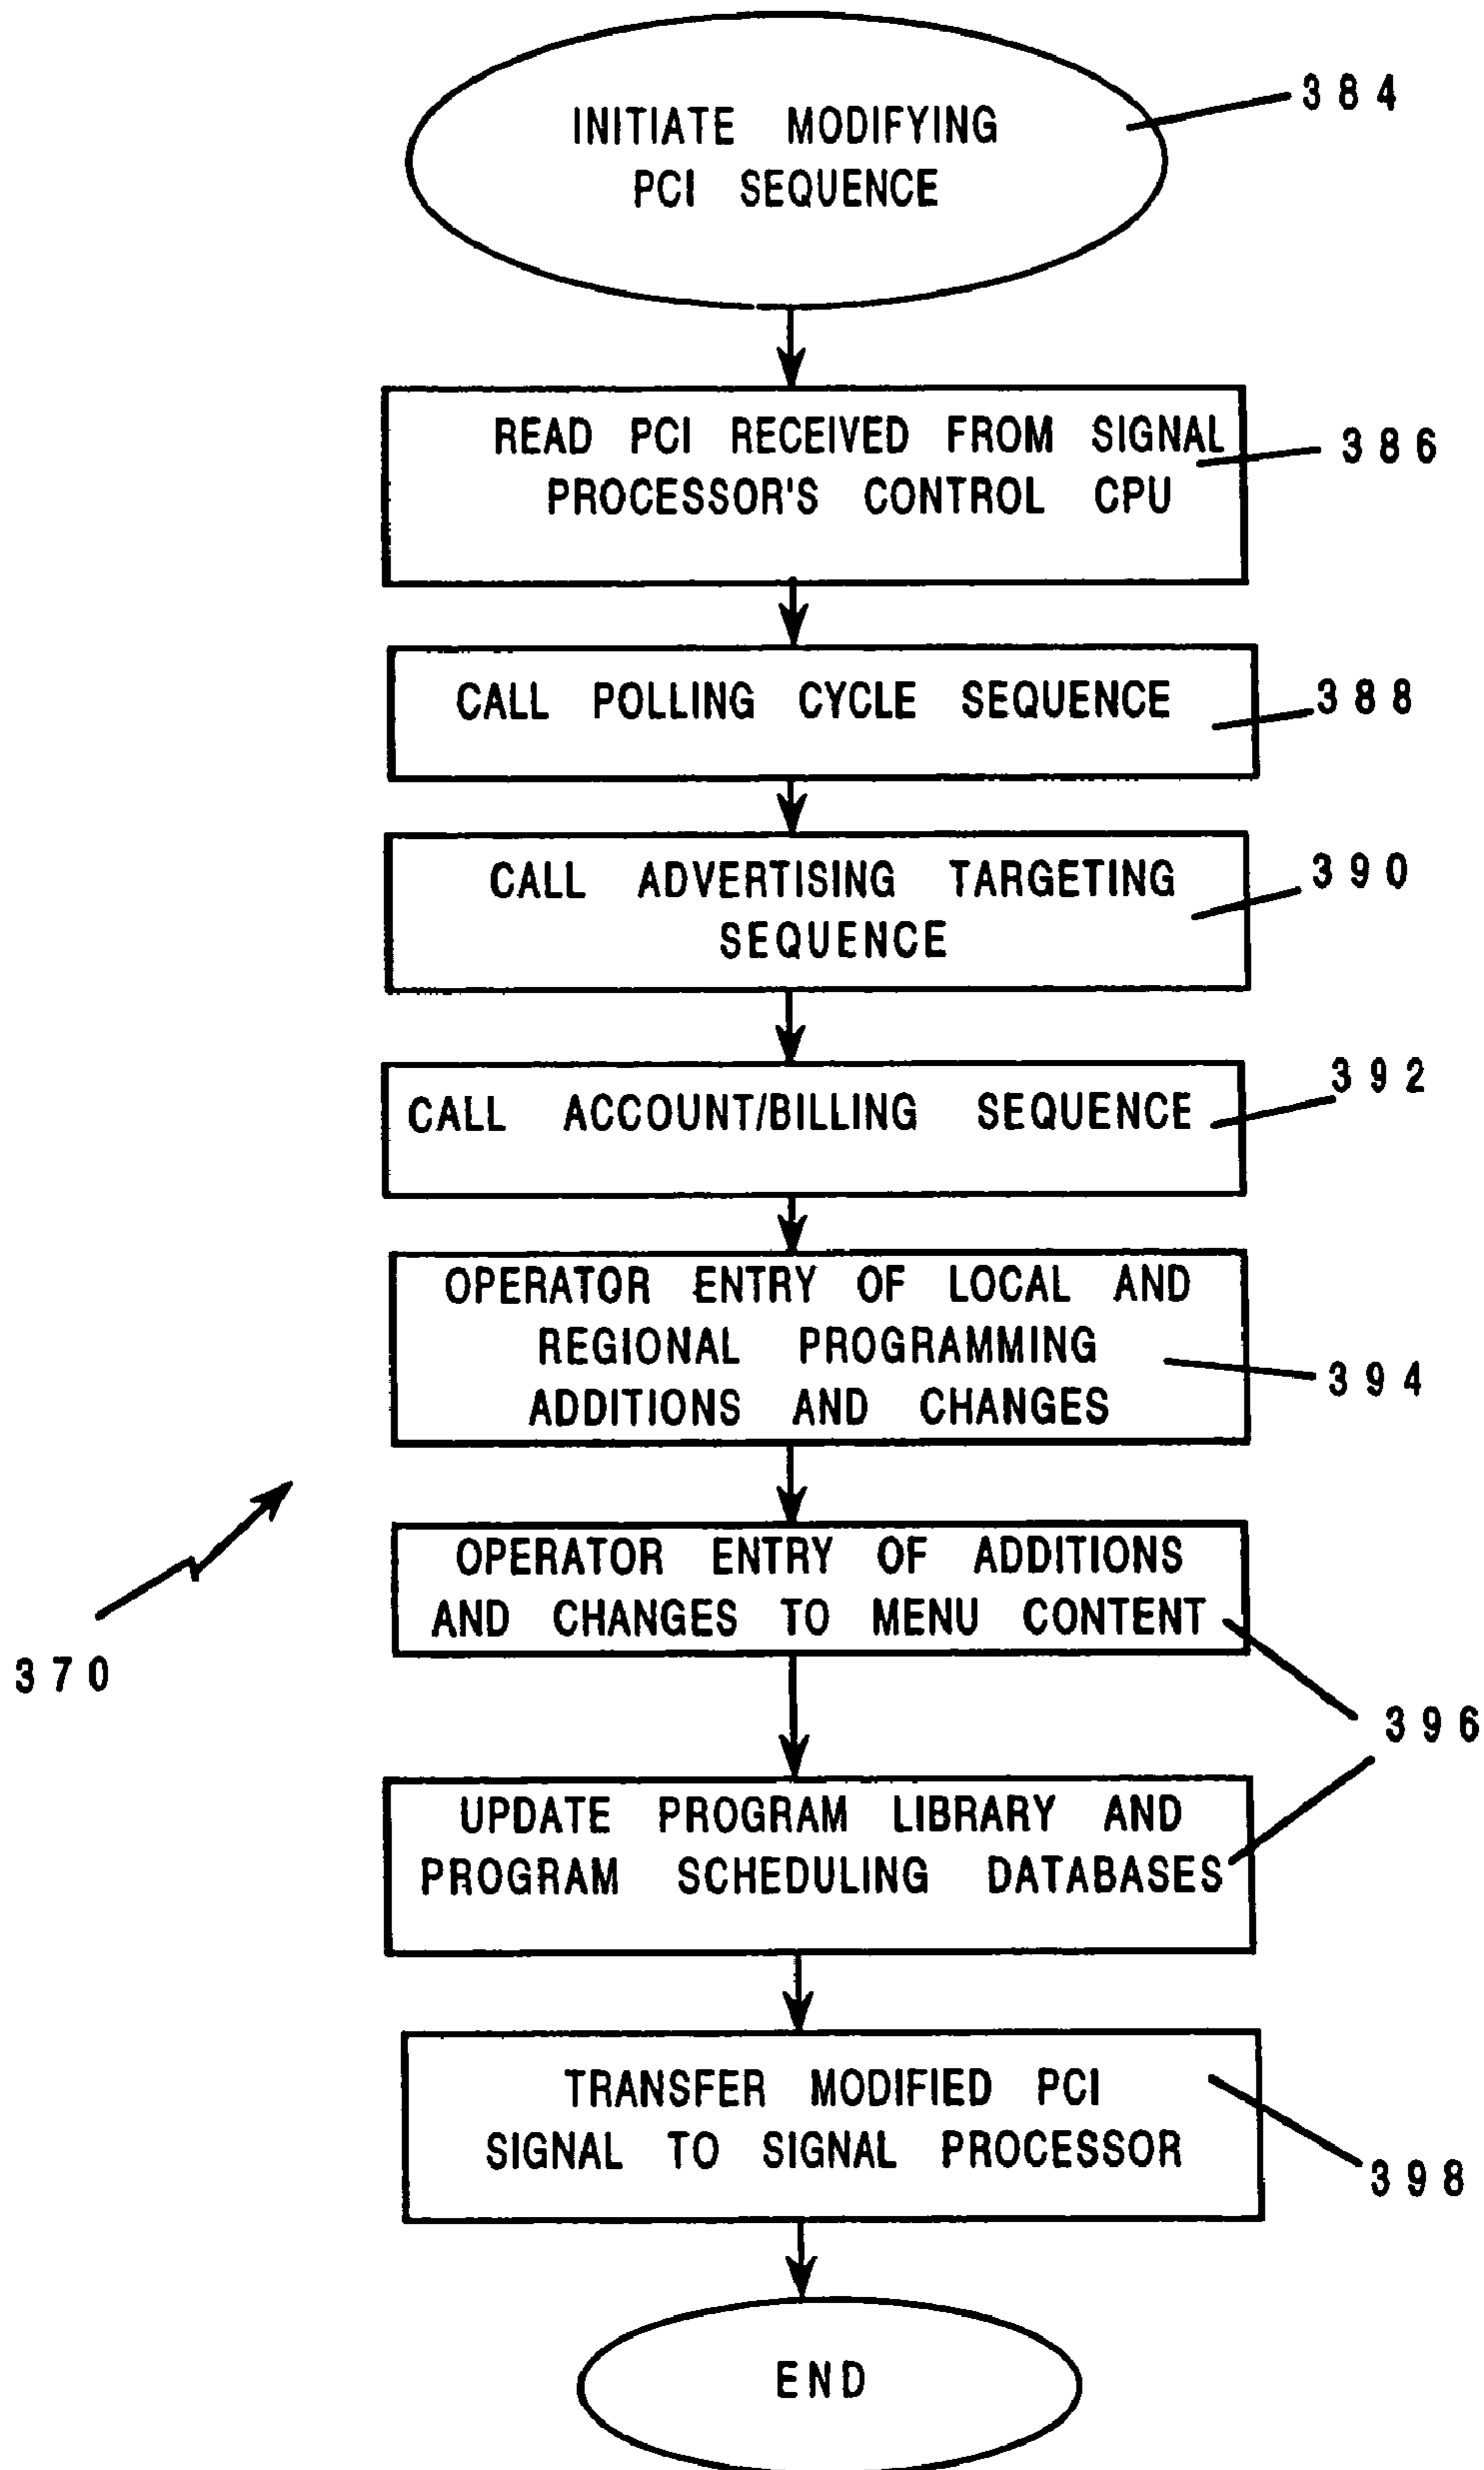 INITIATE MODIFYING
PCI SEQUENCE
384
READ PCI RECEIVED FROM SIGNAL
PROCESSOR'S CONTROL CPU
386
CALL POLLING CYCLE SEQUENCE
388
CALL ADVERTISING TARGETING
SEQUENCE
390
CALL ACCOUNT/BILLING SEQUENCE
392
OPERATOR ENTRY OF LOCAL AND
REGIONAL PROGRAMMING
ADDITIONS AND CHANGES
394
OPERATOR ENTRY OF ADDITIONS
AND CHANGES TO MENU CONTENT
370
396
UPDATE PROGRAM LIBRARY AND
PROGRAM SCHEDULING DATABASES
TRANSFER MODIFIED PCI
SIGNAL TO SIGNAL PROCESSOR
398
END